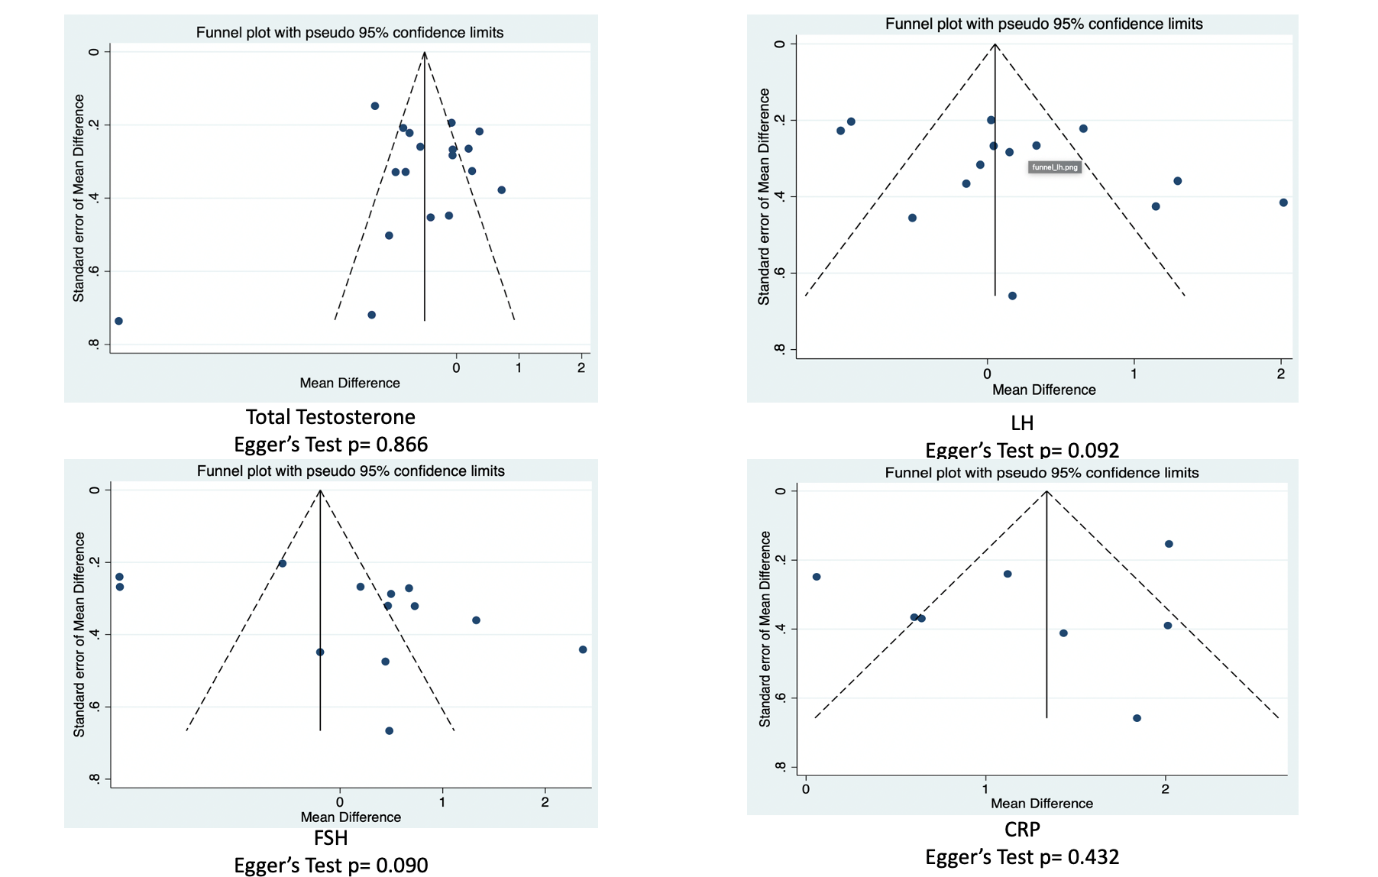 Funnel plot with pseudo 95% confidence limits
Standard error of Mean Difference
0
.2
.4
.6
.8
0 1 2
Mean Difference
Total Testosterone
Egger's Test p= 0.866
Funnel plot with pseudo 95% confidence limits
Standard error of Mean Difference
0
.2
.4
.6
.8
funnel_lh.png
0 1 2
Mean Difference
LH
Egger's Test p= 0.092
Funnel plot with pseudo 95% confidence limits
Standard error of Mean Difference
0
.2
.4
.6
.8
0 1 2
Mean Difference
FSH
Egger's Test p= 0.090
Funnel plot with pseudo 95% confidence limits
Standard error of Mean Difference
0
.2
.4
.6
.8
0 1 2
Mean Difference
CRP
Egger's Test p= 0.432